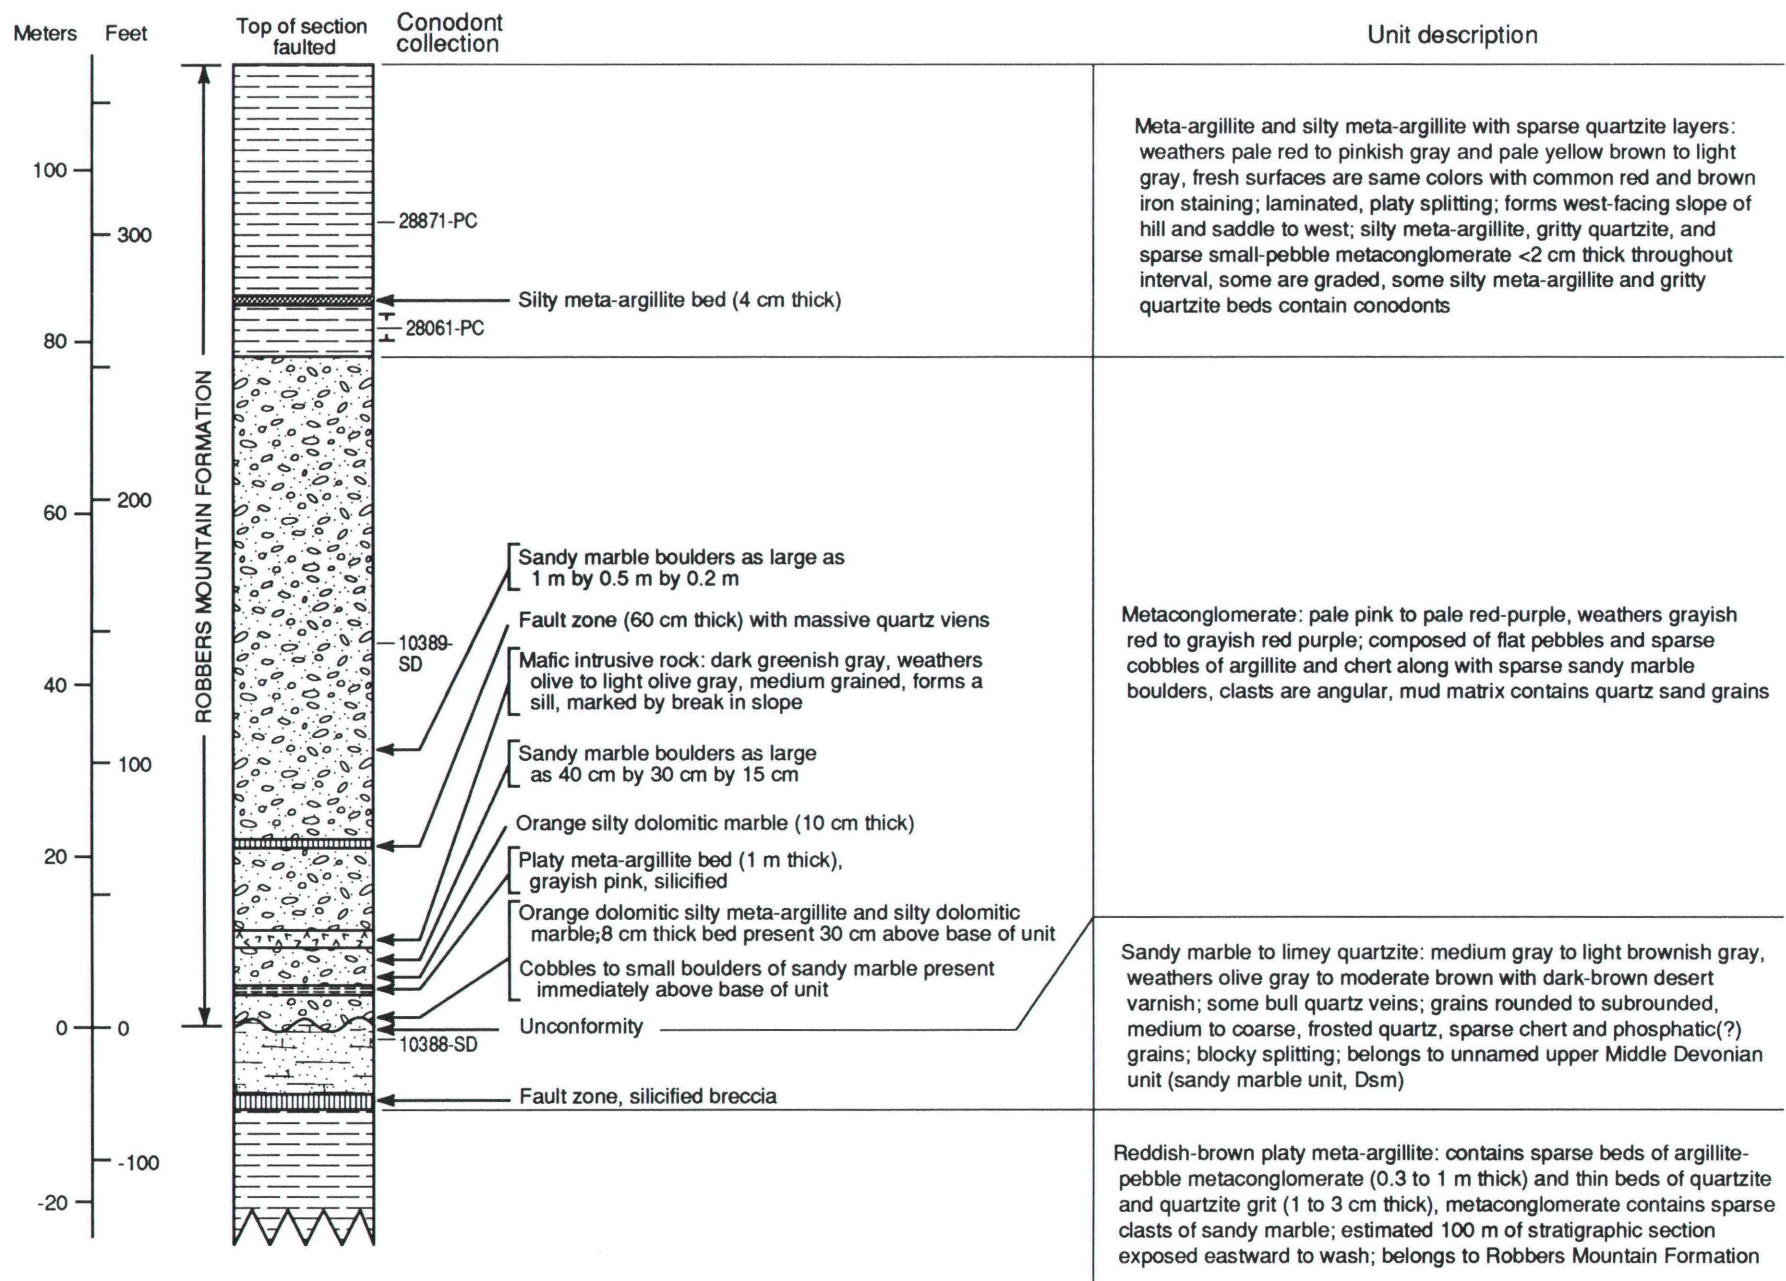 Meters
Feet
Top of section
faulted
Conodont
collection
Unit description
100
300
80
200
60
40
100
20
0
0
-100
-20
ROBBERS MOUNTAIN FORMATION
28871-PC
28061-PC
10389-
SD
10388-SD
Silty meta-argillite bed (4 cm thick)
Sandy marble boulders as large as
1 m by 0.5 m by 0.2 m
Fault zone (60 cm thick) with massive quartz viens
Mafic intrusive rock: dark greenish gray, weathers
olive to light olive gray, medium grained, forms a
sill, marked by break in slope
Sandy marble boulders as large
as 40 cm by 30 cm by 15 cm
Orange silty dolomitic marble (10 cm thick)
Platy meta-argillite bed (1 m thick),
grayish pink, silicified
Orange dolomitic silty meta-argillite and silty dolomitic
marble;8 cm thick bed present 30 cm above base of unit
Cobbles to small boulders of sandy marble present
immediately above base of unit
Unconformity
Fault zone, silicified breccia
Meta-argillite and silty meta-argillite with sparse quartzite layers:
weathers pale red to pinkish gray and pale yellow brown to light
gray, fresh surfaces are same colors with common red and brown
iron staining; laminated, platy splitting; forms west-facing slope of
hill and saddle to west; silty meta-argillite, gritty quartzite, and
sparse small-pebble metaconglomerate <2 cm thick throughout
interval, some are graded, some silty meta-argillite and gritty
quartzite beds contain conodonts
Metaconglomerate: pale pink to pale red-purple, weathers grayish
red to grayish red purple; composed of flat pebbles and sparse
cobbles of argillite and chert along with sparse sandy marble
boulders, clasts are angular, mud matrix contains quartz sand grains
Sandy marble to limey quartzite: medium gray to light brownish gray,
weathers olive gray to moderate brown with dark-brown desert
varnish; some bull quartz veins; grains rounded to subrounded,
medium to coarse, frosted quartz, sparse chert and phosphatic(?)
grains; blocky splitting; belongs to unnamed upper Middle Devonian
unit (sandy marble unit, Dsm)
Reddish-brown platy meta-argillite: contains sparse beds of argillite-
pebble metaconglomerate (0.3 to 1 m thick) and thin beds of quartzite
and quartzite grit (1 to 3 cm thick), metaconglomerate contains sparse
clasts of sandy marble; estimated 100 m of stratigraphic section
exposed eastward to wash; belongs to Robbers Mountain Formation